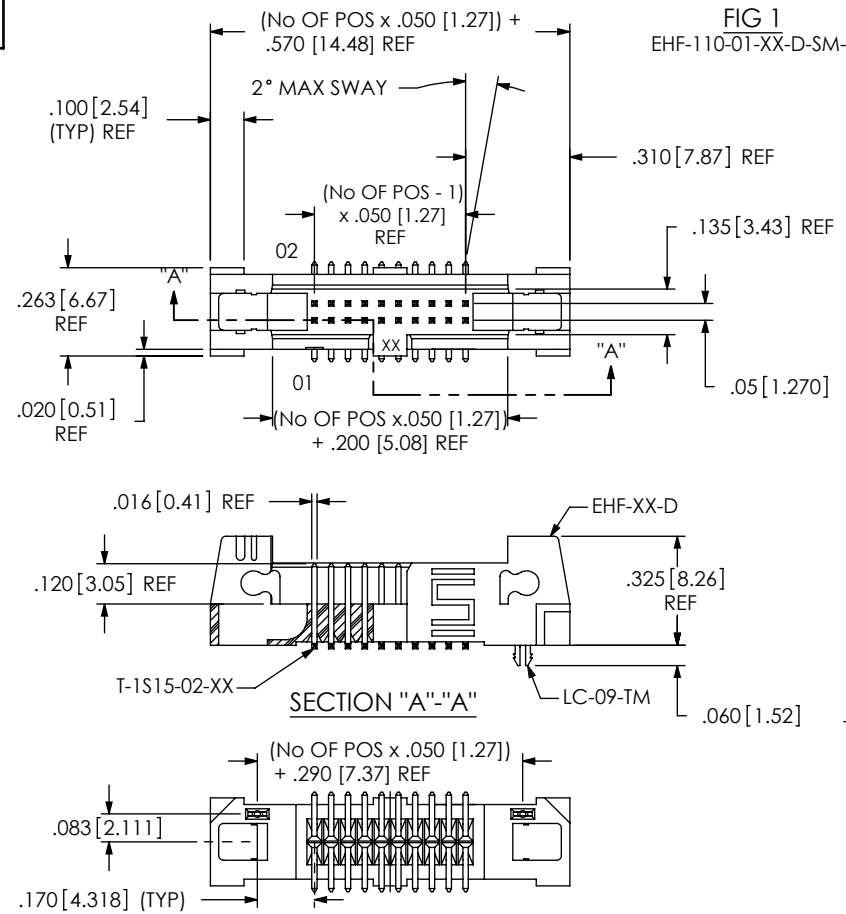 (No OF POS x .050 [1.27]) +
.570 [14.48] REF
FIG 1
EHF-110-01-XX-D-SM-
2° MAX SWAY
.100[2.54]
(TYP) REF
.310[7.87] REF
(No OF POS - 1)
x .050 [1.27]
REF
.135[3.43] REF
02
"A"
.263[6.67]
REF
XX
"A"
01
.05[1.270]
.020[0.51]
REF
(No OF POS x.050 [1.27])
+ .200 [5.08] REF
.016[0.41] REF
EHF-XX-D
.120[3.05] REF
.325[8.26]
REF
T-1S15-02-XX
SECTION "A"-"A"
LC-09-TM
.060[1.52]
(No OF POS x .050 [1.27])
+ .290 [7.37] REF
.083[2.111]
.170[4.318] (TYP)